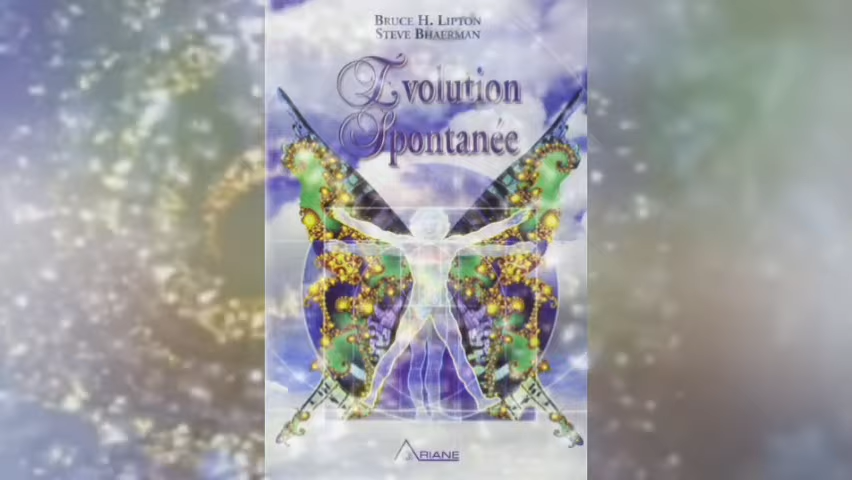 BRUCE H. LIPTON
STEVE BHAERMAN
Évolution
Spontanée
ARIANE